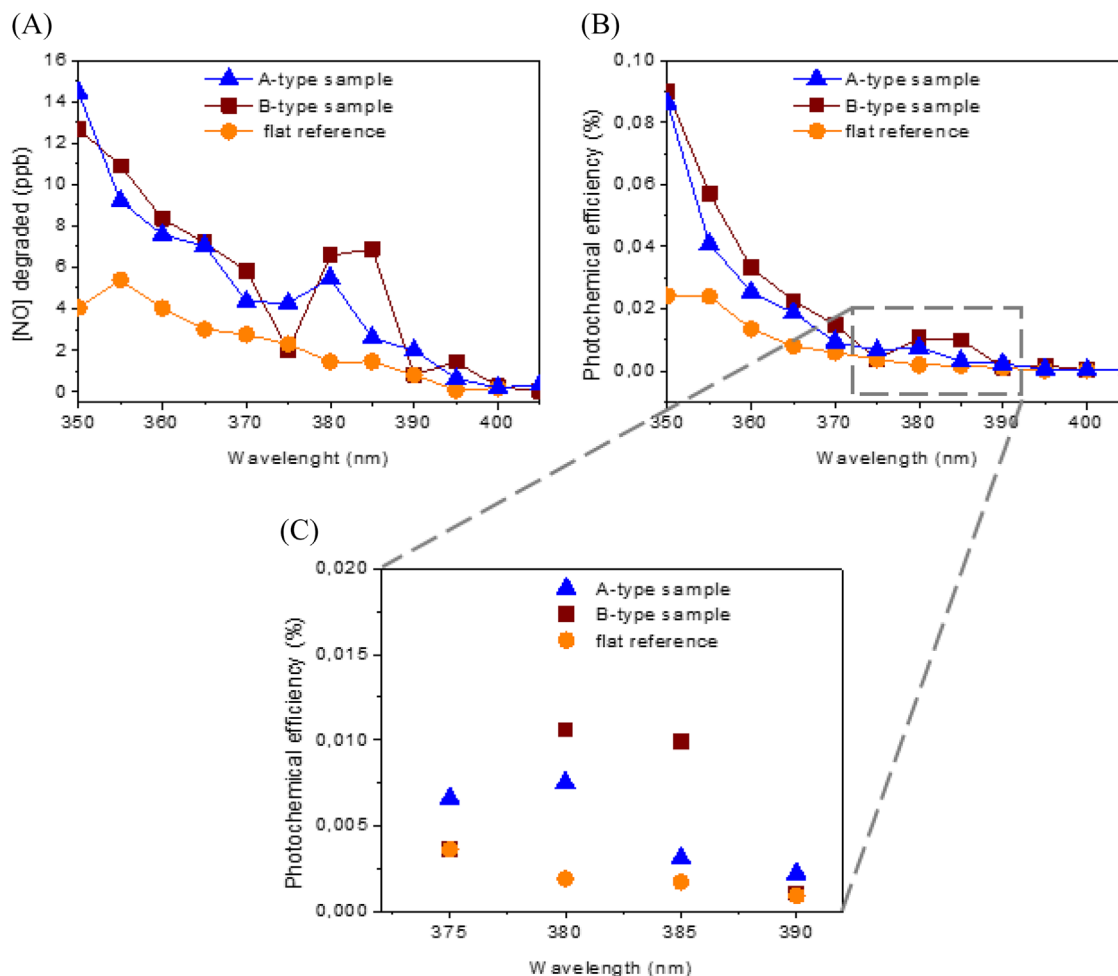 (A)
[NO] degraded (ppb)
16
14
12
10
8
6
4
2
0
A-type sample
B-type sample
flat reference
350 360 370 380 390 400
Wavelenght (nm)
(B)
Photochemical efficiency (%)
0,10
0,08
0,06
0,04
0,02
0,00
A-type sample
B-type sample
flat reference
350 360 370 380 390 400
Wavelength (nm)
(C)
Photochemical efficiency (%)
0,020
0,015
0,010
0,005
0,000
A-type sample
B-type sample
flat reference
375 380 385 390
Wavelength (nm)